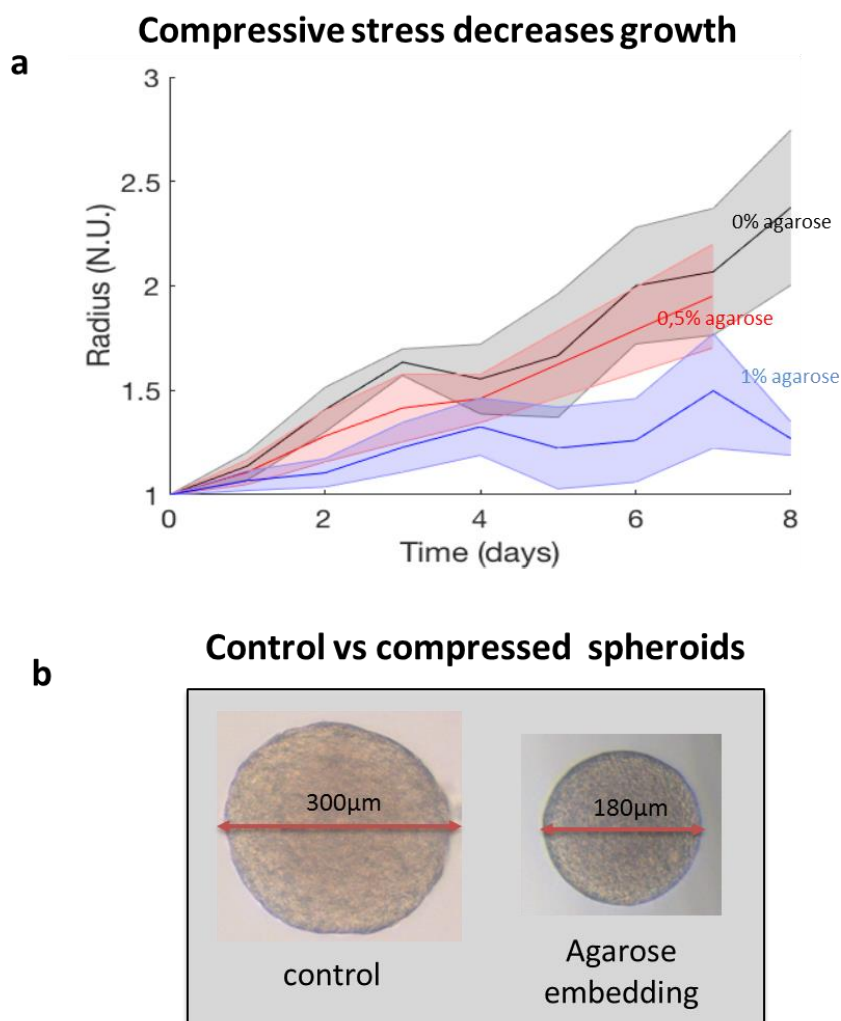 Compressive stress decreases growth
a
3
2.5
2
1.5
1
Radius (N.U.)
0% agarose
0,5% agarose
1% agarose
0 2 4 6 8
Time (days)
Control vs compressed spheroids
b
300µm
180µm
control
Agarose
embedding